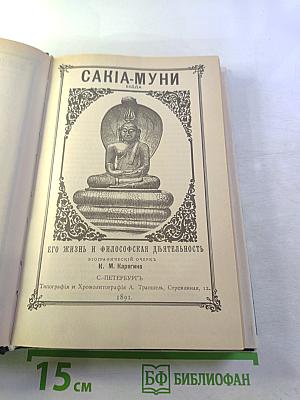 САКІА-МУНИ
БУДДА
ЕГО ЖИЗНЬ И ФИЛОСОФСКАЯ ДѢЯТЕЛЬНОСТЬ
БІОГРАФИЧЕСКІЙ ОЧЕРКЪ
К. М. Карягина
С.-ПЕТЕРБУРГЪ
Типографія и Хромолитографія А. Траншель, Стремянная, 12.
1891.
15 см
БФ БИБЛИОФАН